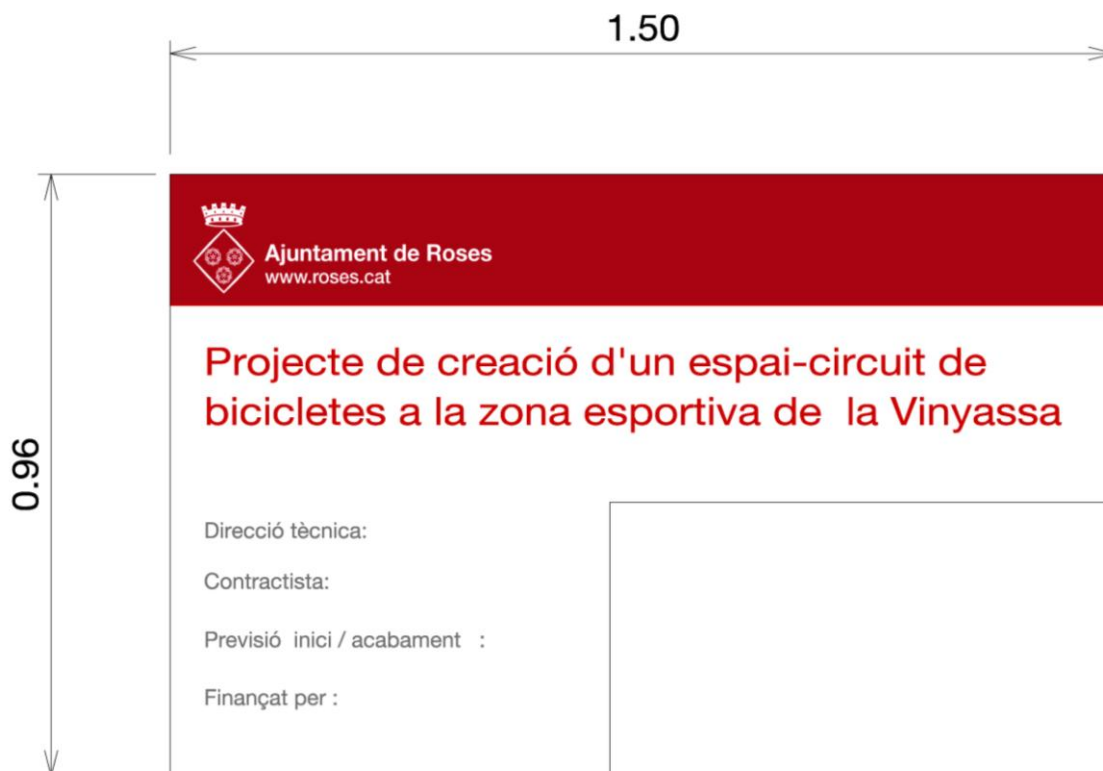 1.50
0.96
Ajuntament de Roses
www.roses.cat
Projecte de creació d'un espai-circuit de
bicicletes a la zona esportiva de  la Vinyassa
Direcció tècnica:
Contractista:
Previsió  inici / acabament  :
Finançat per :